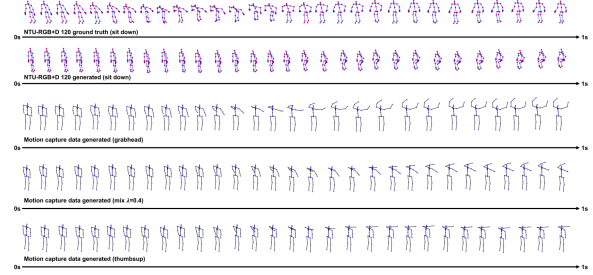 NTU-RGB+D 120 ground truth (sit down)
0s 1s
NTU-RGB+D 120 generated (sit down)
0s 1s
Motion capture data generated (grabhead)
0s 1s
Motion capture data generated (mix λ=0.4)
0s 1s
Motion capture data generated (thumbsup)
0s 1s